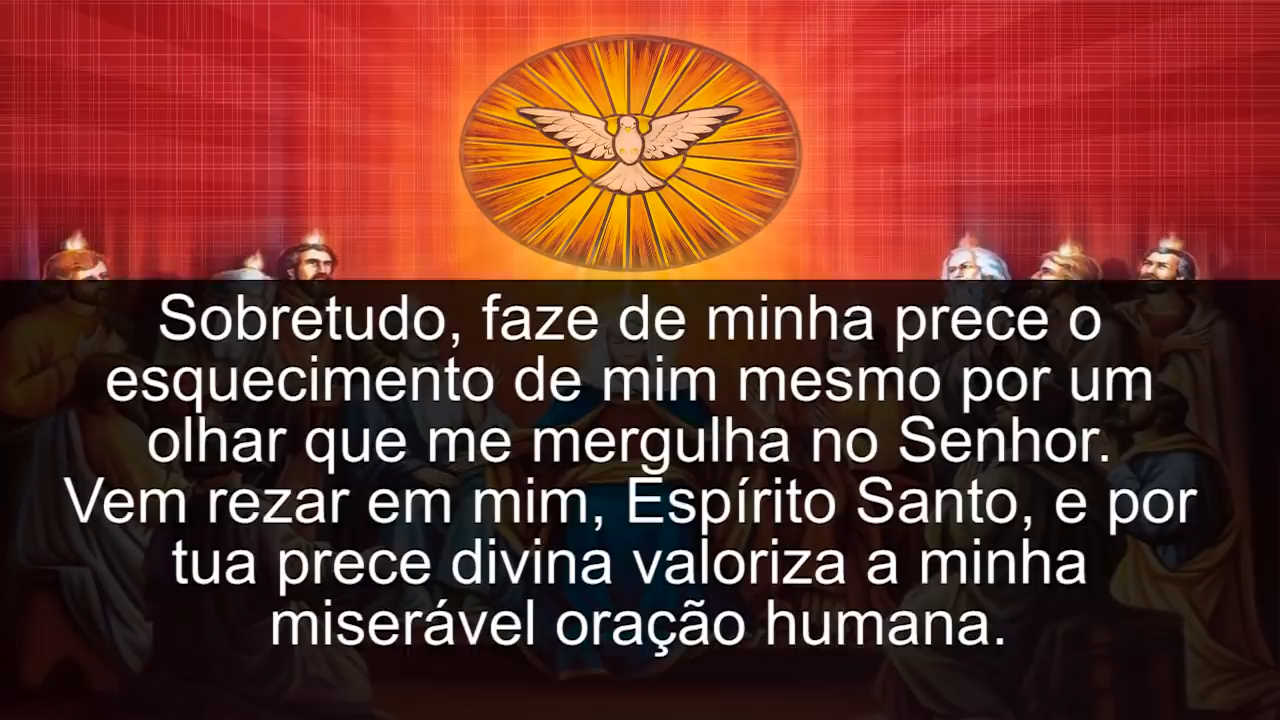 Sobretudo, faze de minha prece o
esquecimento de mim mesmo por um
olhar que me mergulha no Senhor.
Vem rezar em mim, Espírito Santo, e por
tua prece divina valoriza a minha
miserável oração humana.